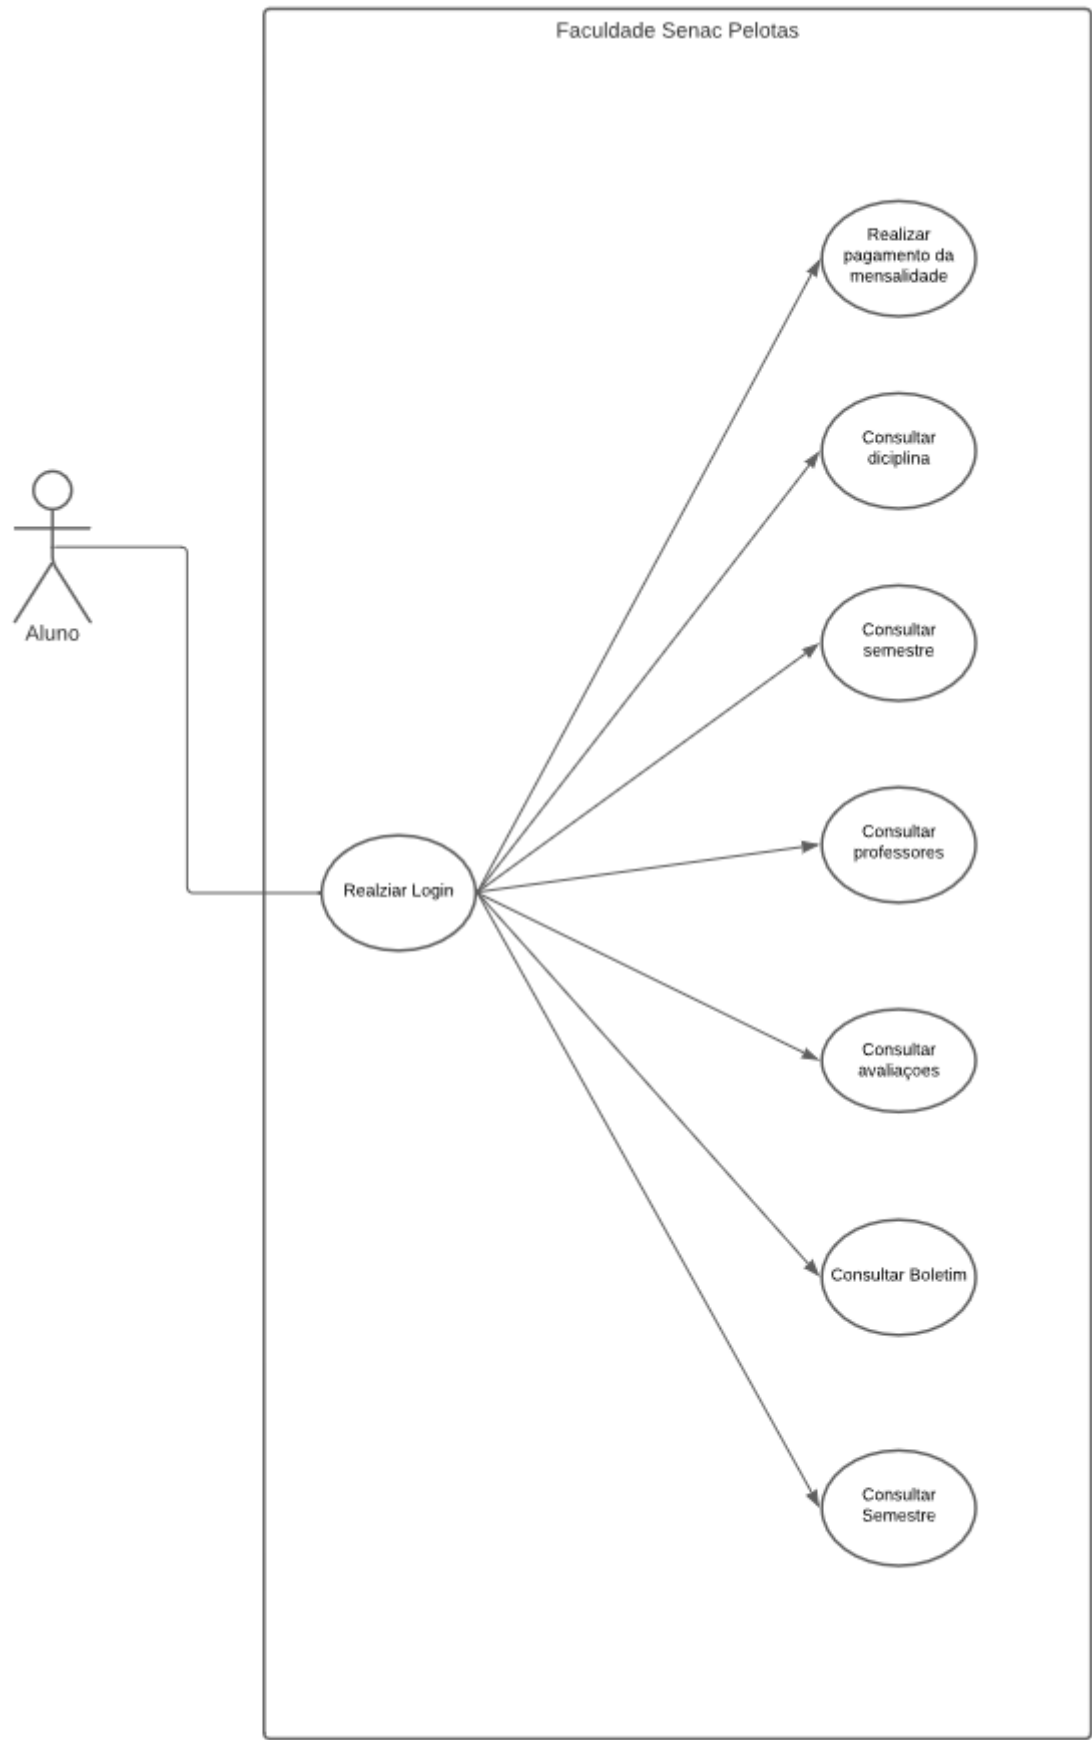 Faculdade Senac Pelotas
Realizar
pagamento da
mensalidade
Consultar
diciplina
Aluno
Consultar
semestre
Consultar
professores
Realziar Login
Consultar
avaliaçoes
Consultar Boletim
Consultar
Semestre